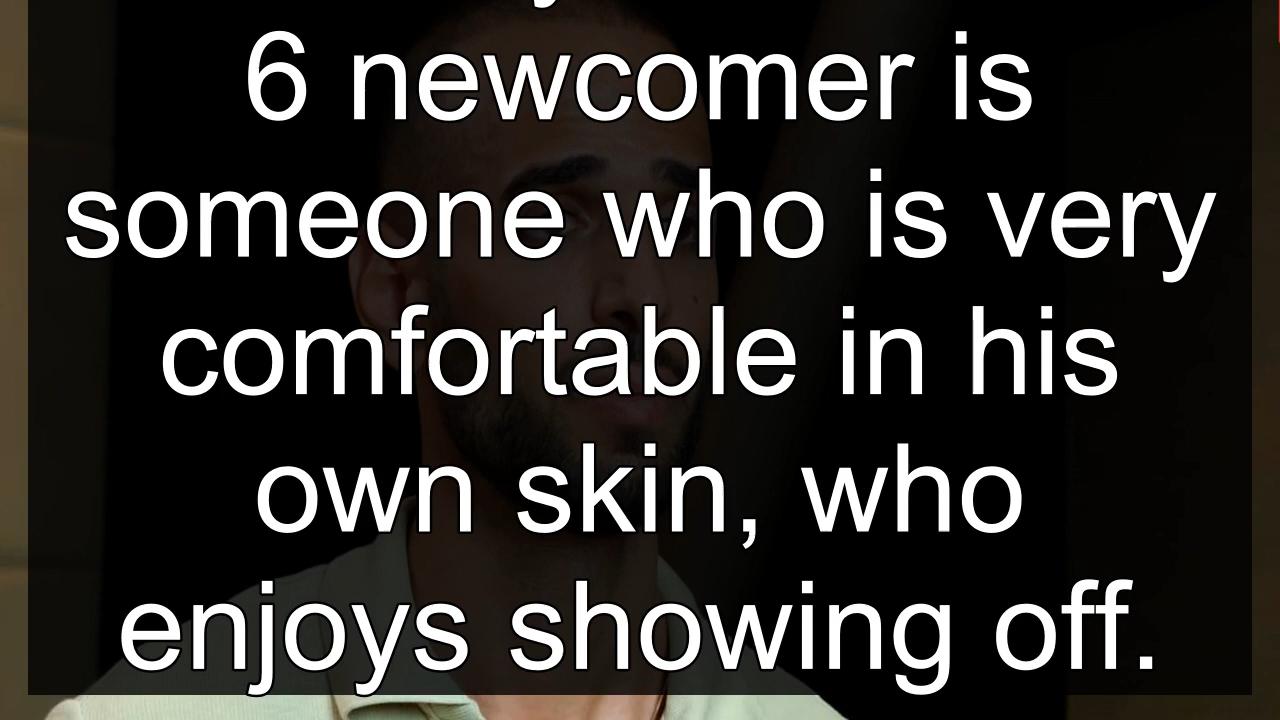 6 newcomer is
someone who is very
comfortable in his
own skin, who
enjoys showing off.